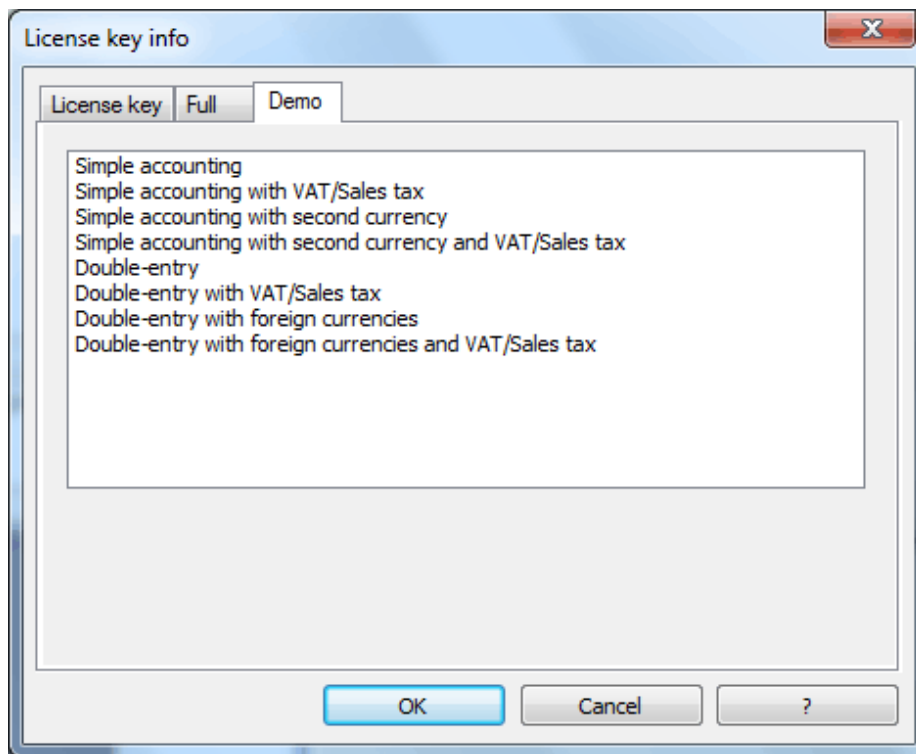 License key info
License key Full Demo
Simple accounting
Simple accounting with VAT/Sales tax
Simple accounting with second currency
Simple accounting with second currency and VAT/Sales tax
Double-entry
Double-entry with VAT/Sales tax
Double-entry with foreign currencies
Double-entry with foreign currencies and VAT/Sales tax
OK Cancel ?